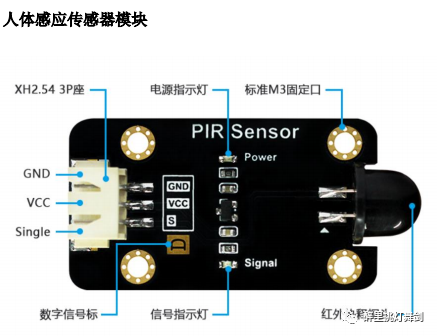 人体感应传感器模块
XH2.54 3P座
电源指示灯
标准M3固定口
PIR Sensor
Power
GND
VCC
Single
GND
VCC
S
D
Signal
数字信号标
信号指示灯
红外热